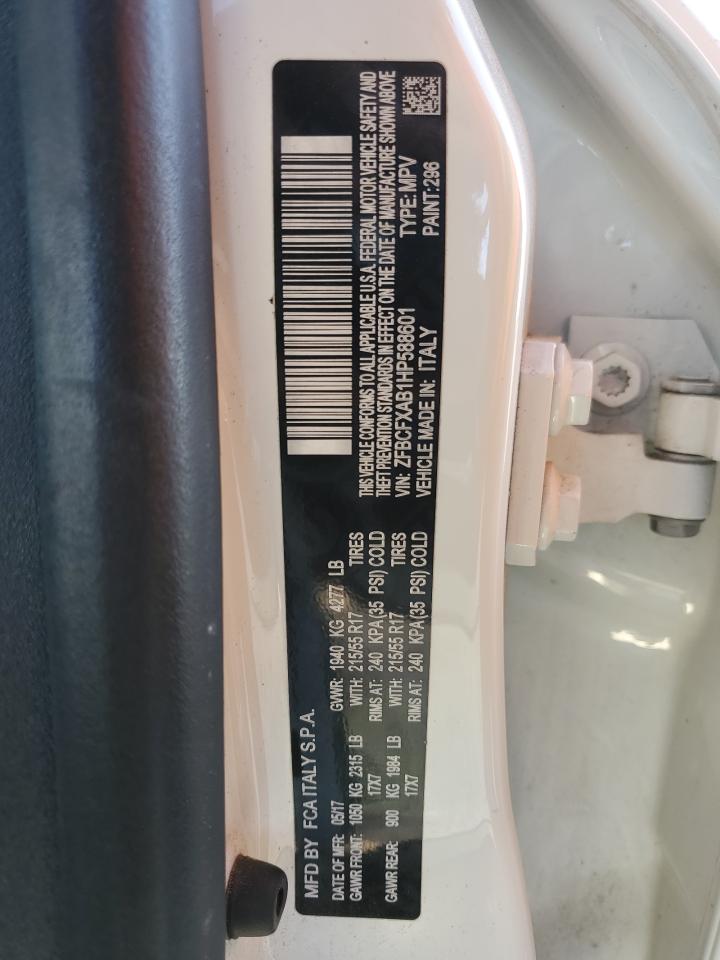 MFD BY FCA ITALY S.P.A.
DATE OF MFR: 05/17 GVWR: 1940 KG 4277 LB
GAWR FRONT: 1050 KG 2315 LB WITH: 215/55 R17 TIRES
17X7 RIMS AT: 240 KPA(35 PSI) COLD
GAWR REAR: 900 KG 1984 LB WITH: 215/55 R17 TIRES
17X7 RIMS AT: 240 KPA(35 PSI) COLD
THIS VEHICLE CONFORMS TO ALL APPLICABLE U.S.A. FEDERAL MOTOR VEHICLE SAFETY AND
THEFT PREVENTION STANDARDS IN EFFECT ON THE DATE OF MANUFACTURE SHOWN ABOVE
VIN: ZFBCFXAB1HP588601 TYPE: MPV
VEHICLE MADE IN: ITALY PAINT: 296